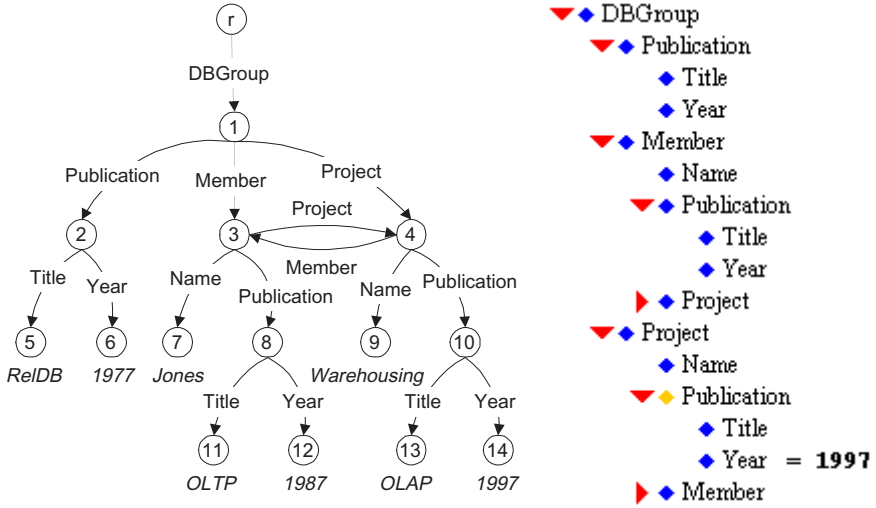 r
DBGroup
1
Publication
Member
Project
2
3
Project
4
Member
Title
Year
Name
Publication
Name
Publication
5
6
7
8
9
10
RelDB
1977
Jones
Warehousing
Title
Year
Title
Year
11
12
13
14
OLTP
1987
OLAP
1997
DBGroup
Publication
Title
Year
Member
Name
Publication
Title
Year
Project
Project
Name
Publication
Title
Year = 1997
Member